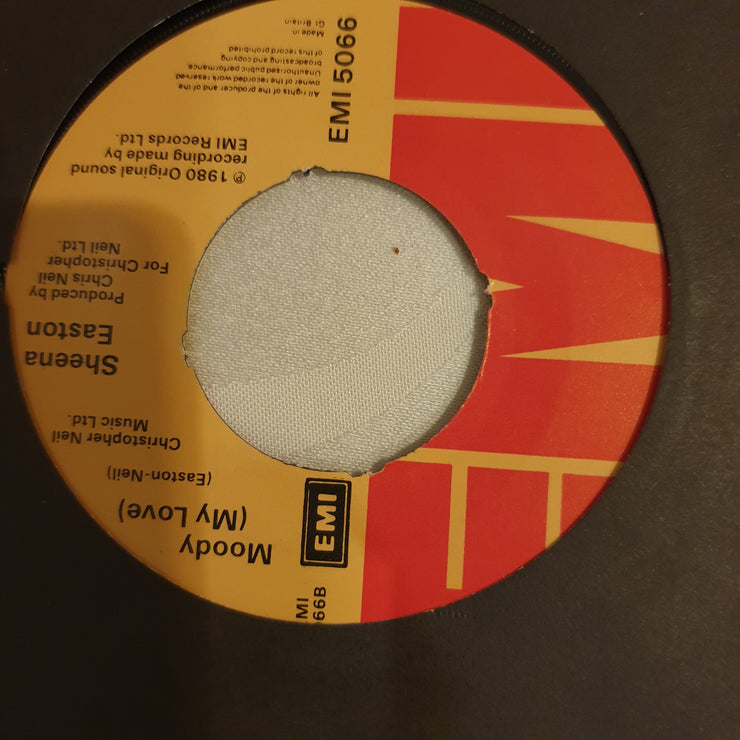 MI
66B
EMI
Moody
(My Love)
(Easton-Neil)
Christopher Neil
Music Ltd.
Sheena
Easton
Produced by
Chris Neil
For Christopher
Neil Ltd.
℗ 1980 Original sound
recording made by
EMI Records Ltd.
EMI 5066
All rights of the producer and of the
owner of the recorded work reserved
Unauthorised public performance
broadcasting and copying
of this record prohibited
Made in
Gt Britain
EMI